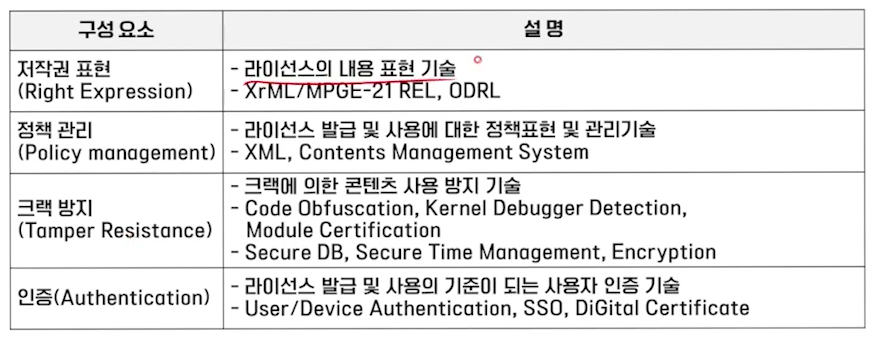 구성 요소
설 명
저작권 표현
(Right Expression)
- 라이선스의 내용 표현 기술
- XrML/MPGE-21 REL, ODRL
정책 관리
(Policy management)
- 라이선스 발급 및 사용에 대한 정책표현 및 관리기술
- XML, Contents Management System
크랙 방지
(Tamper Resistance)
- 크랙에 의한 콘텐츠 사용 방지 기술
- Code Obfuscation, Kernel Debugger Detection,
Module Certification
- Secure DB, Secure Time Management, Encryption
인증(Authentication)
- 라이선스 발급 및 사용의 기준이 되는 사용자 인증 기술
- User/Device Authentication, SSO, DiGital Certificate